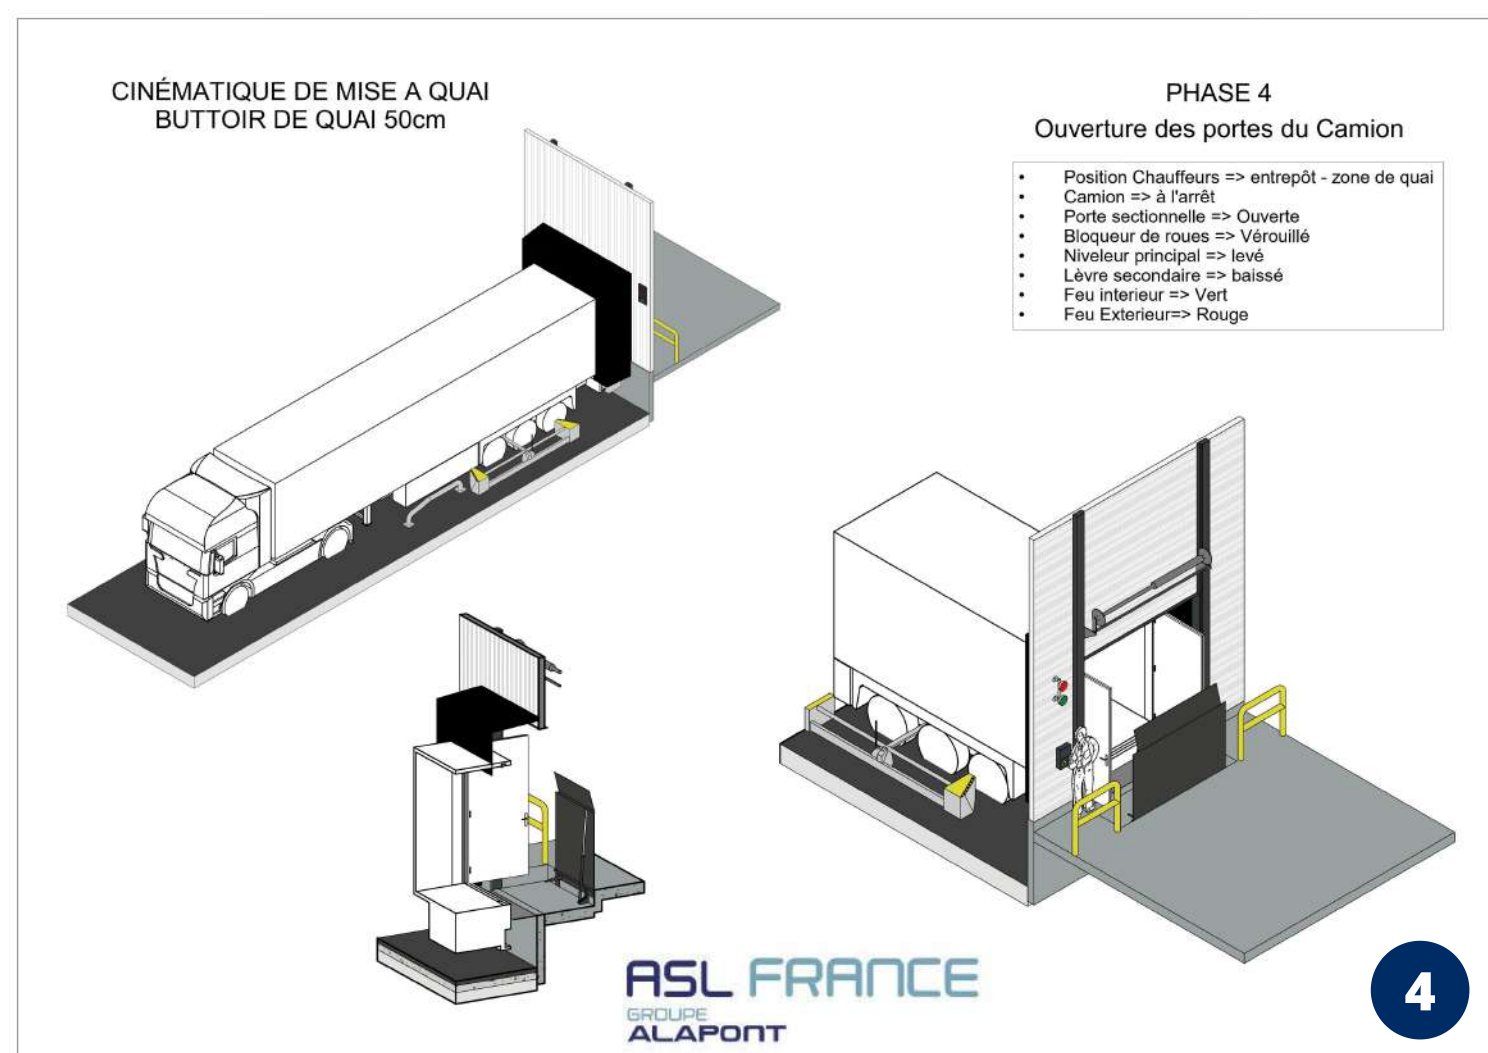 CINÉMATIQUE DE MISE A QUAI
BUTTOIR DE QUAI 50cm
PHASE 4
Ouverture des portes du Camion
• Position Chauffeurs => entrepôt - zone de quai
• Camion => à l'arrêt
• Porte sectionnelle => Ouverte
• Bloqueur de roues => Vérouillé
• Niveleur principal => levé
• Lèvre secondaire => baissé
• Feu interieur => Vert
• Feu Exterieur=> Rouge
ASL FRANCE
GROUPE
ALAPONT
4